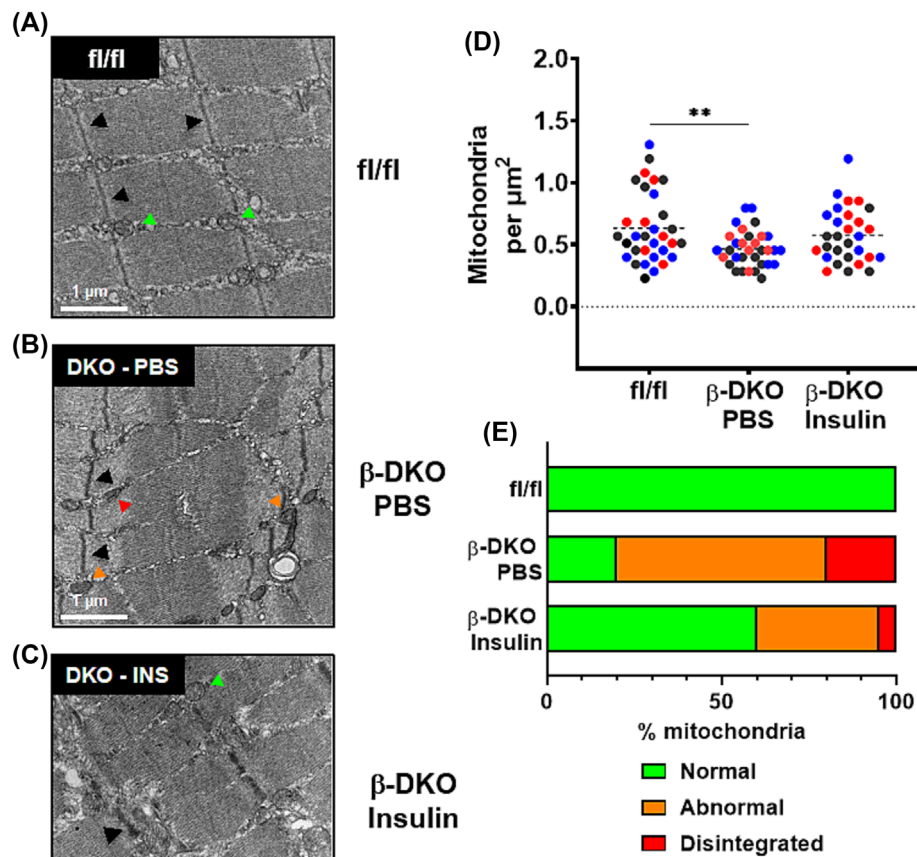 (A)
fl/fl
1 µm
fl/fl
(B)
DKO - PBS
1 µm
β-DKO
PBS
(C)
DKO - INS
β-DKO
Insulin
(D)
Mitochondria
per µm²
2.0
1.5
1.0
0.5
0.0
**
fl/fl
β-DKO
PBS
β-DKO
Insulin
(E)
fl/fl
β-DKO
PBS
β-DKO
Insulin
0
50
100
% mitochondria
Normal
Abnormal
Disintegrated